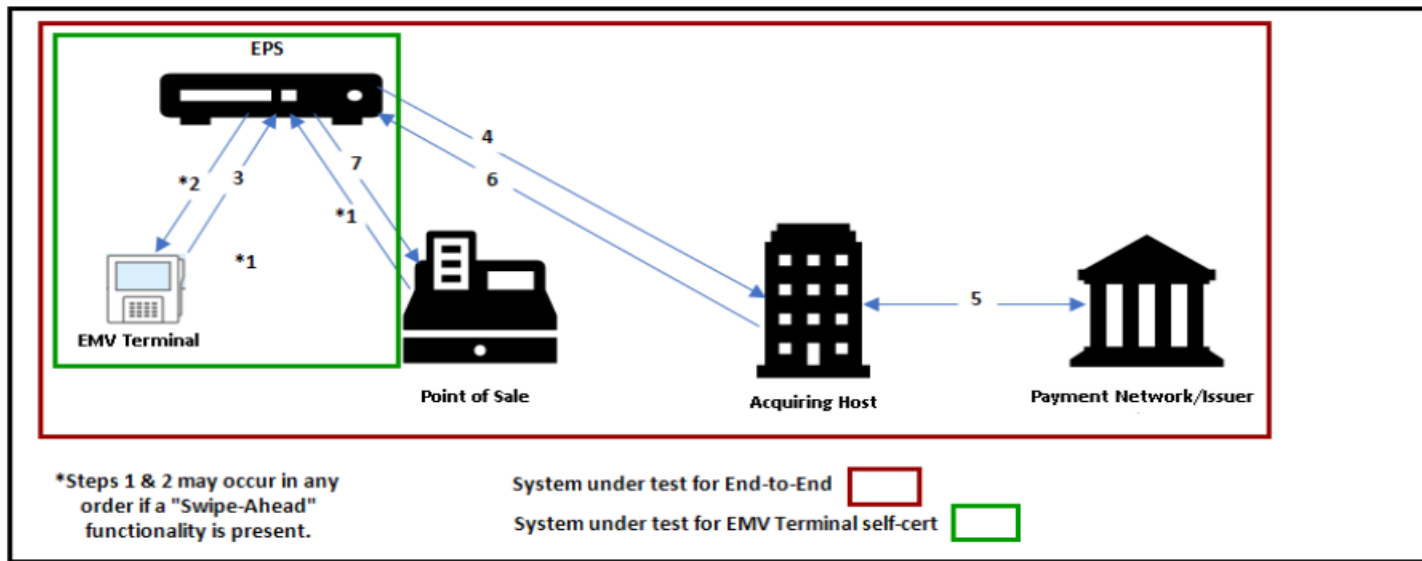 EPS
4
7
*2
3
6
*1
*1
5
EMV Terminal
Point of Sale
Acquiring Host
Payment Network/Issuer
*Steps 1 & 2 may occur in any
order if a "Swipe-Ahead"
functionality is present.
System under test for End-to-End
System under test for EMV Terminal self-cert